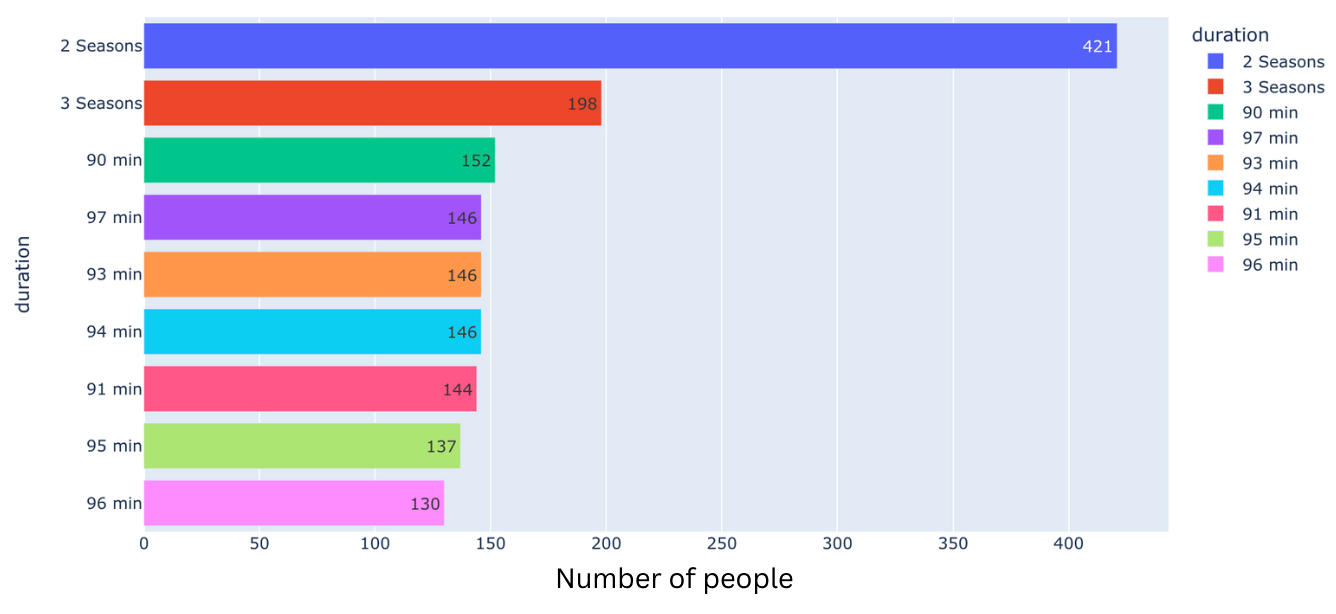 2 Seasons 421
3 Seasons 198
90 min 152
97 min 146
93 min 146
94 min 146
91 min 144
95 min 137
96 min 130
duration
0 50 100 150 200 250 300 350 400
Number of people
duration
2 Seasons
3 Seasons
90 min
97 min
93 min
94 min
91 min
95 min
96 min